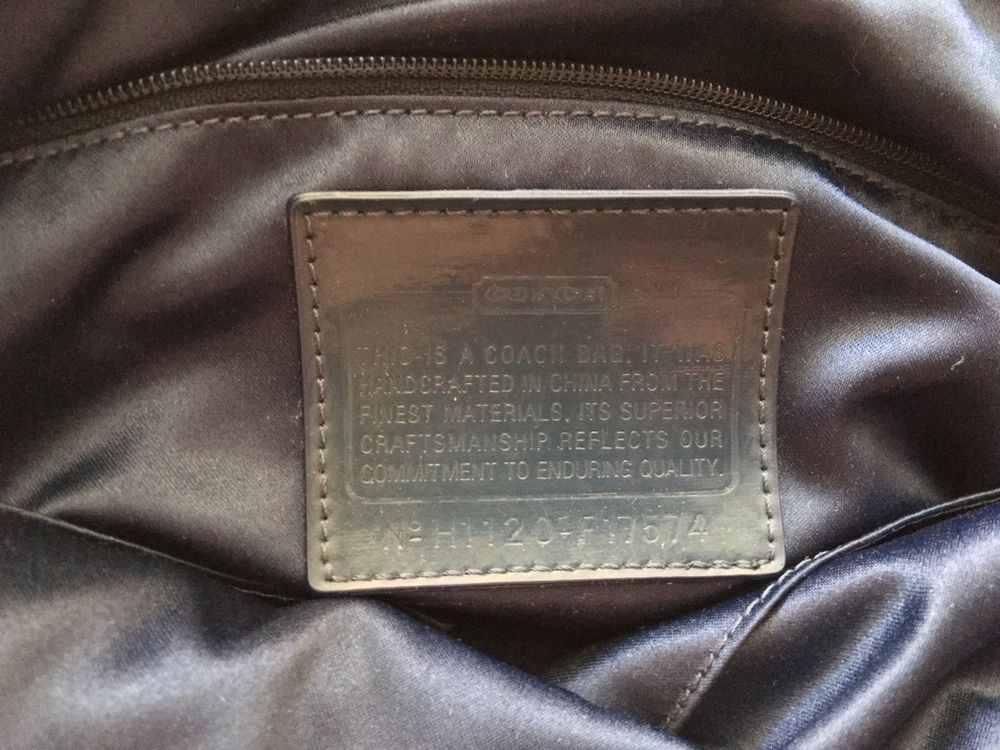 COACH
THIS IS A COACH BAG. IT WAS
HANDCRAFTED IN CHINA FROM THE
FINEST MATERIALS. ITS SUPERIOR
CRAFTSMANSHIP REFLECTS OUR
COMMITMENT TO ENDURING QUALITY.
Nº H1120-F17574